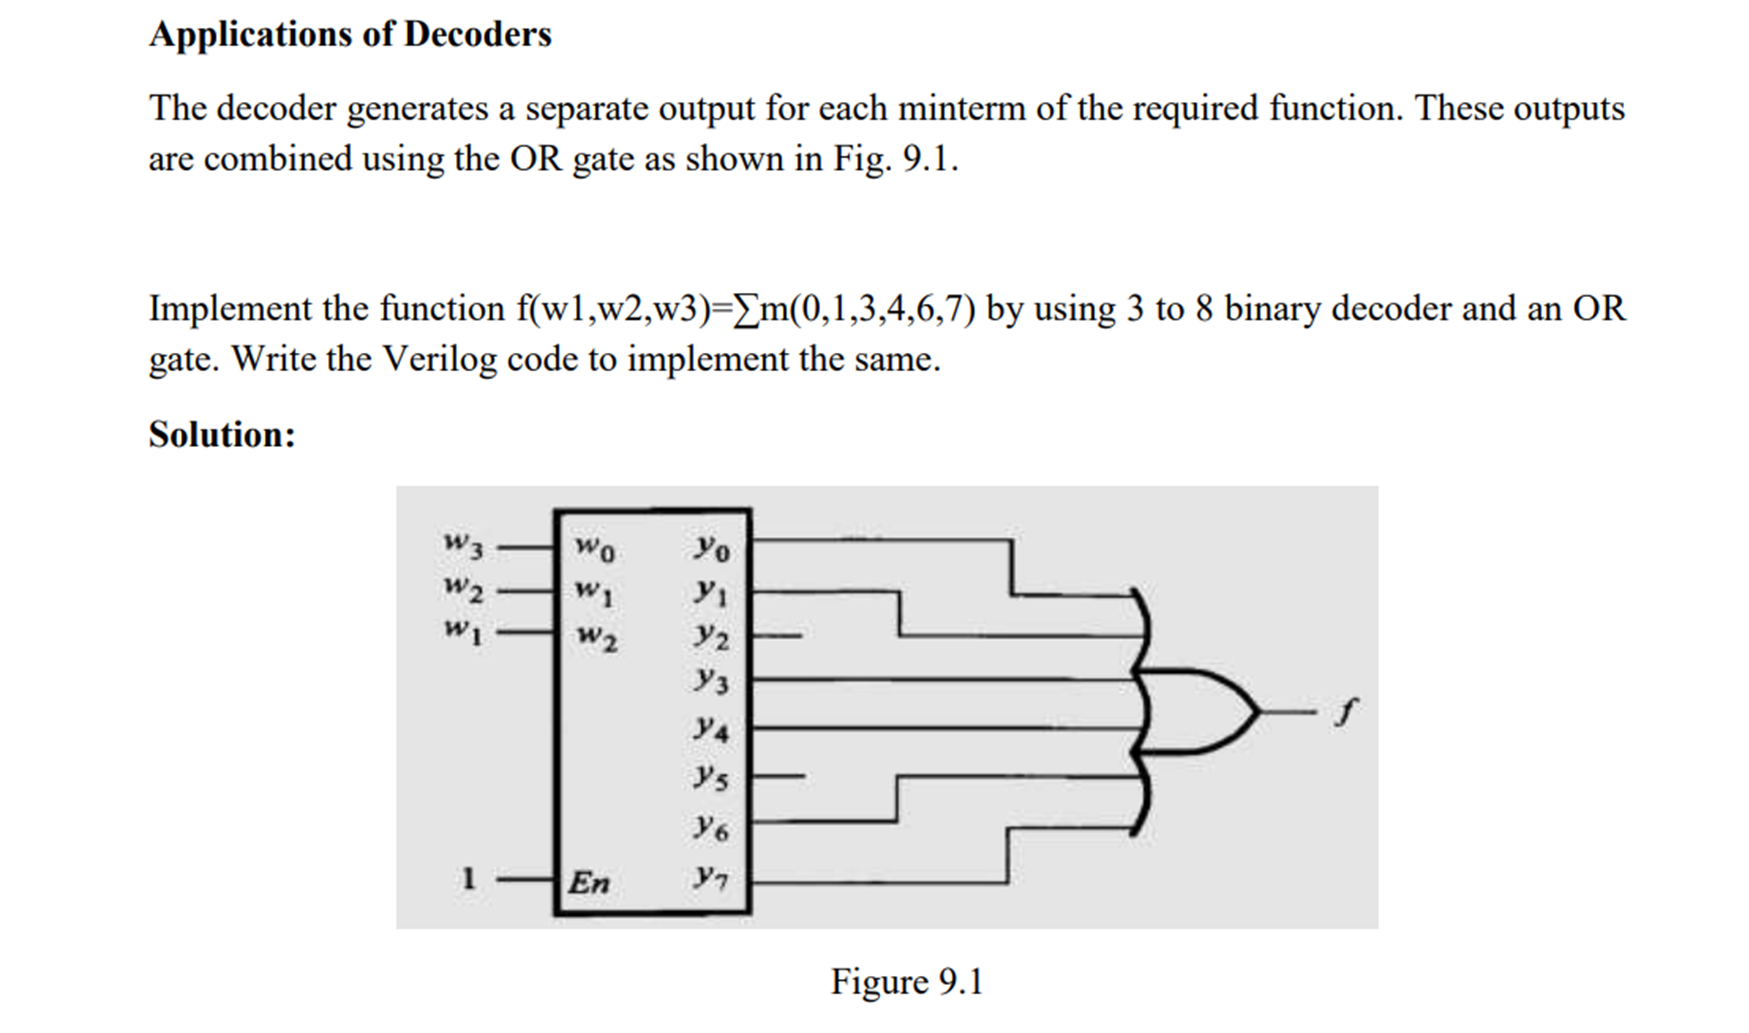 Applications of Decoders
The decoder generates a separate output for each minterm of the required function. These outputs
are combined using the OR gate as shown in Fig. 9.1.
Implement the function f(w1,w2,w3)=∑m(0,1,3,4,6,7) by using 3 to 8 binary decoder and an OR
gate. Write the Verilog code to implement the same.
Solution:
w3 w0 y0
w2 w1 y1
w1 w2 y2
y3
f
y4
y5
y6
1 En y7
Figure 9.1